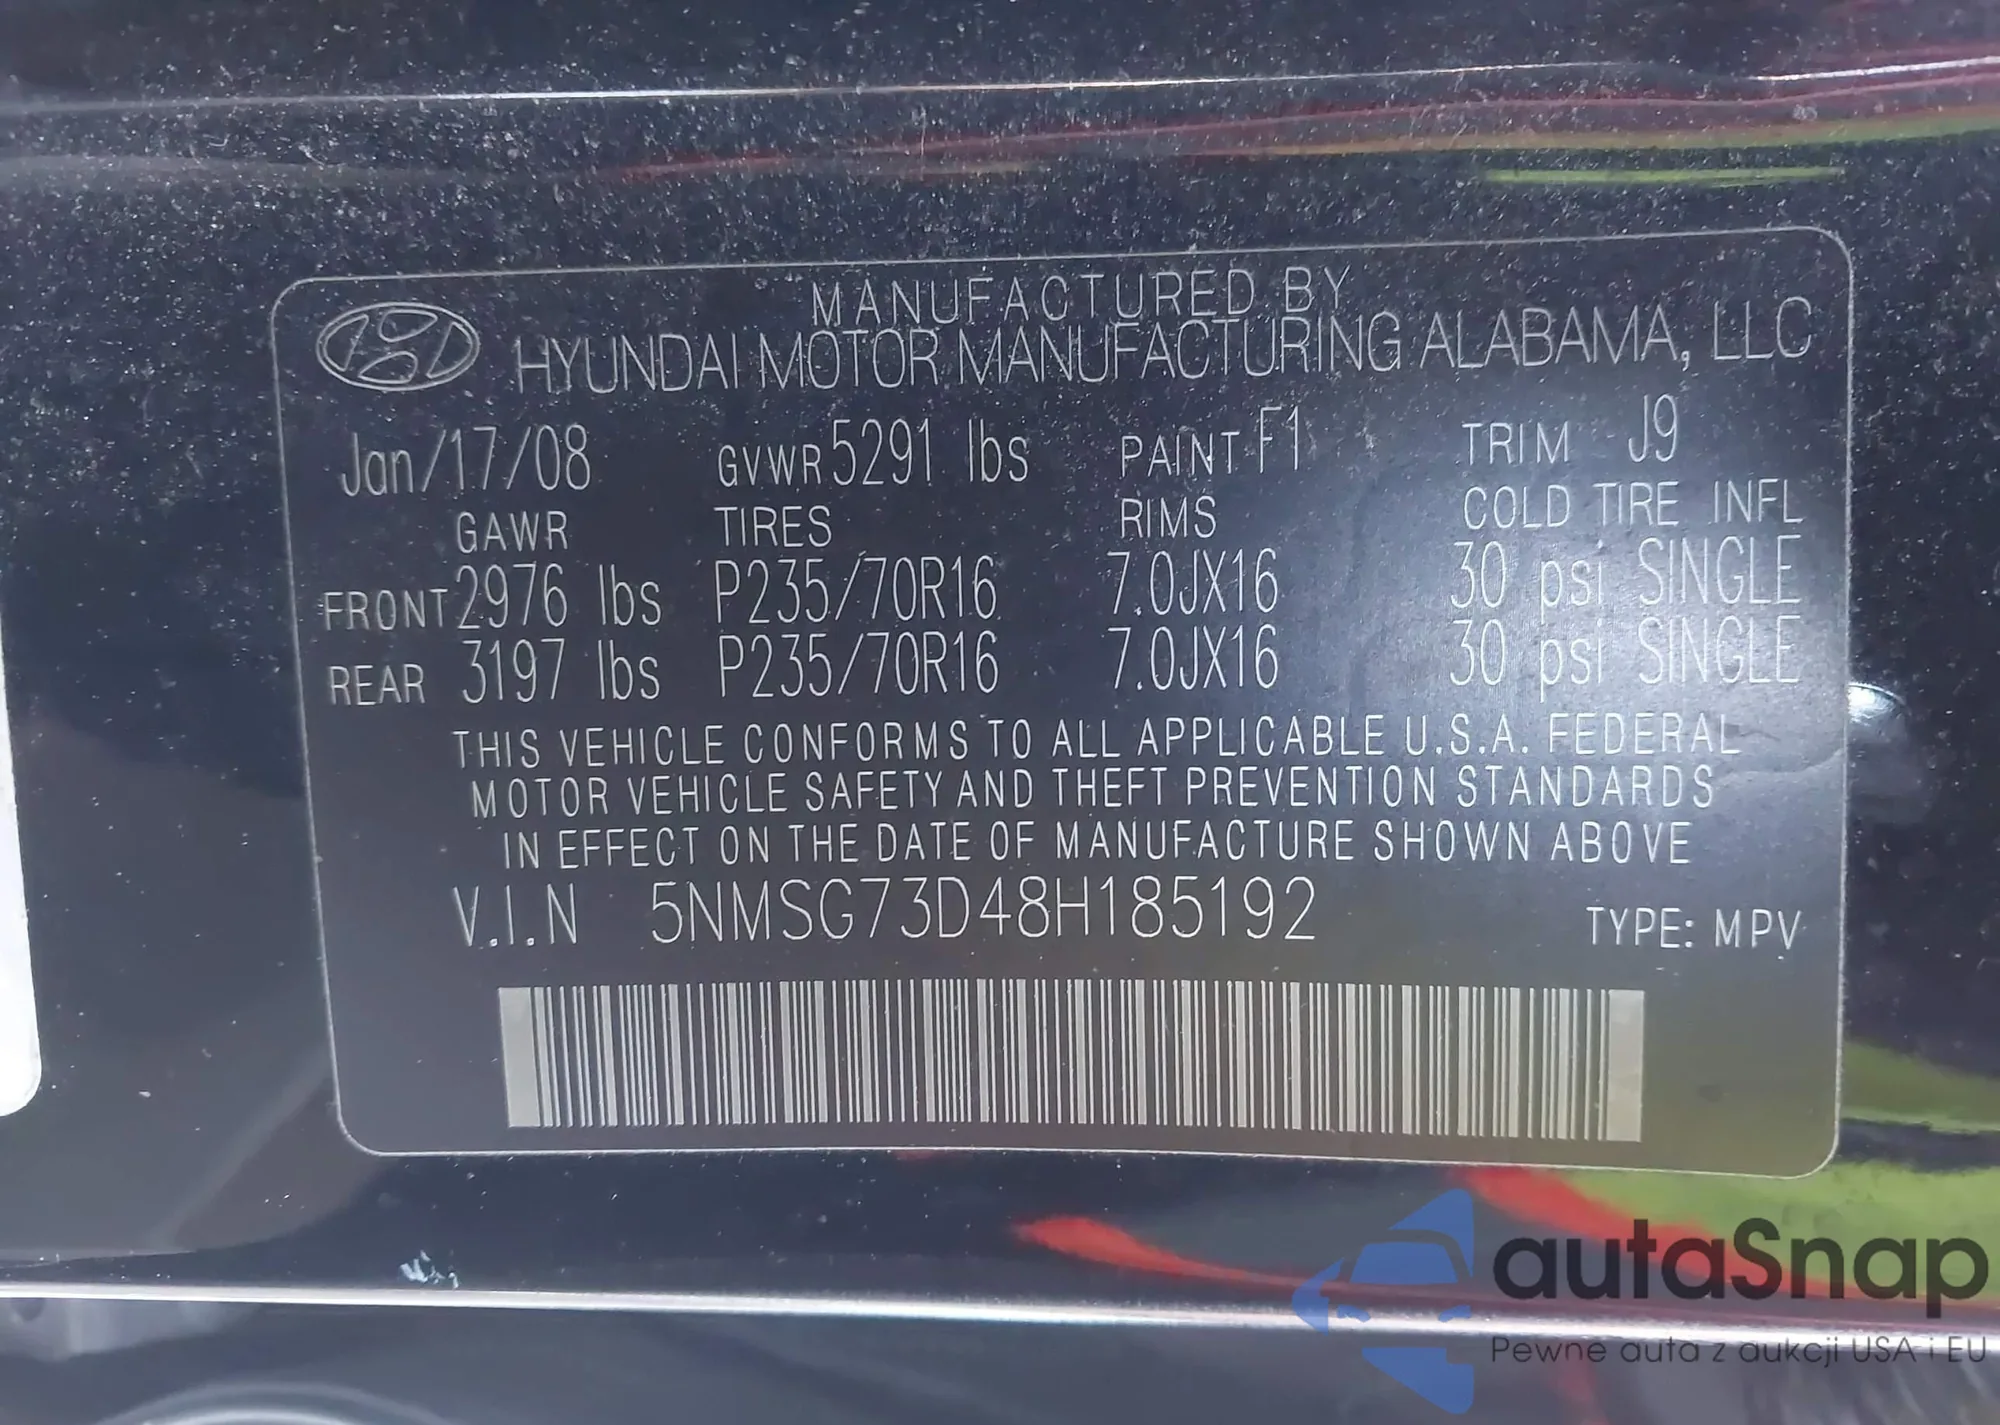 MANUFACTURED BY
HYUNDAI MOTOR MANUFACTURING ALABAMA, LLC
Jan/17/08 GVWR 5291 lbs PAINT F1 TRIM J9
GAWR TIRES RIMS COLD TIRE INFL
FRONT 2976 lbs P235/70R16 7.0JX16 30 psi SINGLE
REAR 3197 lbs P235/70R16 7.0JX16 30 psi SINGLE
THIS VEHICLE CONFORMS TO ALL APPLICABLE U.S.A. FEDERAL
MOTOR VEHICLE SAFETY AND THEFT PREVENTION STANDARDS
IN EFFECT ON THE DATE OF MANUFACTURE SHOWN ABOVE
V.I.N 5NMSG73D48H185192 TYPE: MPV
autaSnap
Pewne auta z aukcji USA i EU